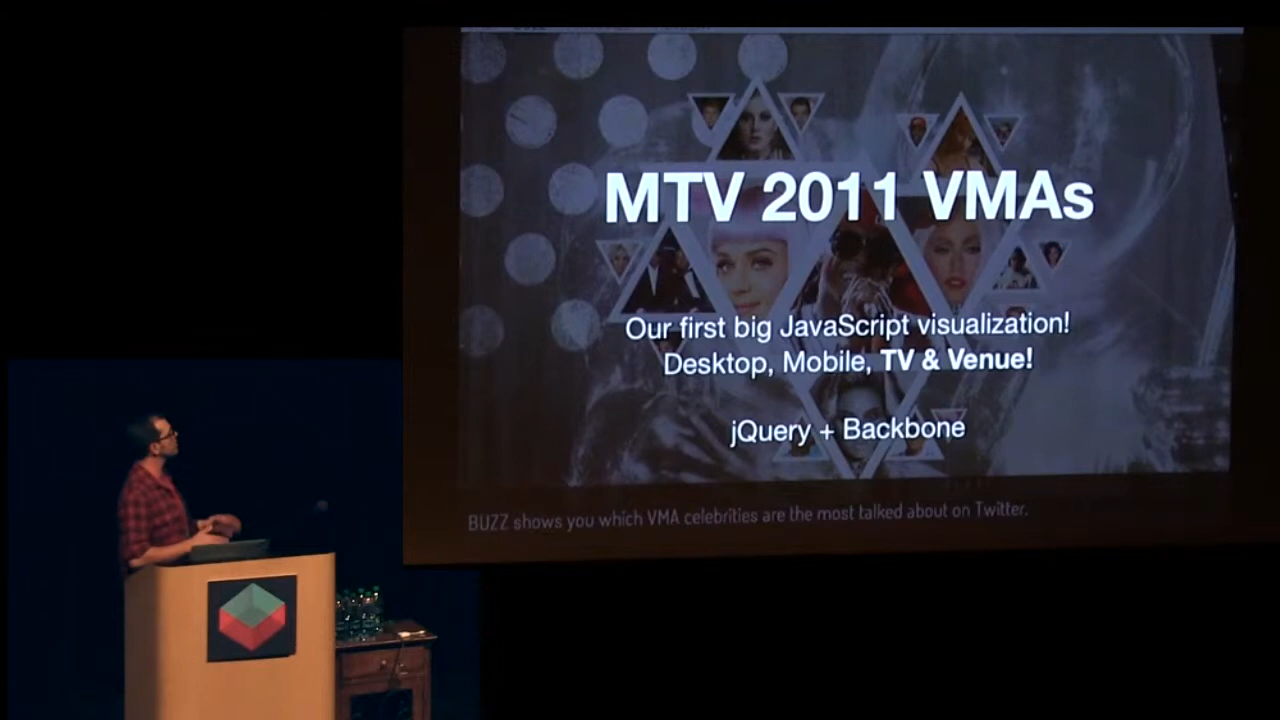 MTV 2011 VMAs
Our first big JavaScript visualization!
Desktop, Mobile, TV & Venue!
jQuery + Backbone
BUZZ shows you which VMA celebrities are the most talked about on Twitter.